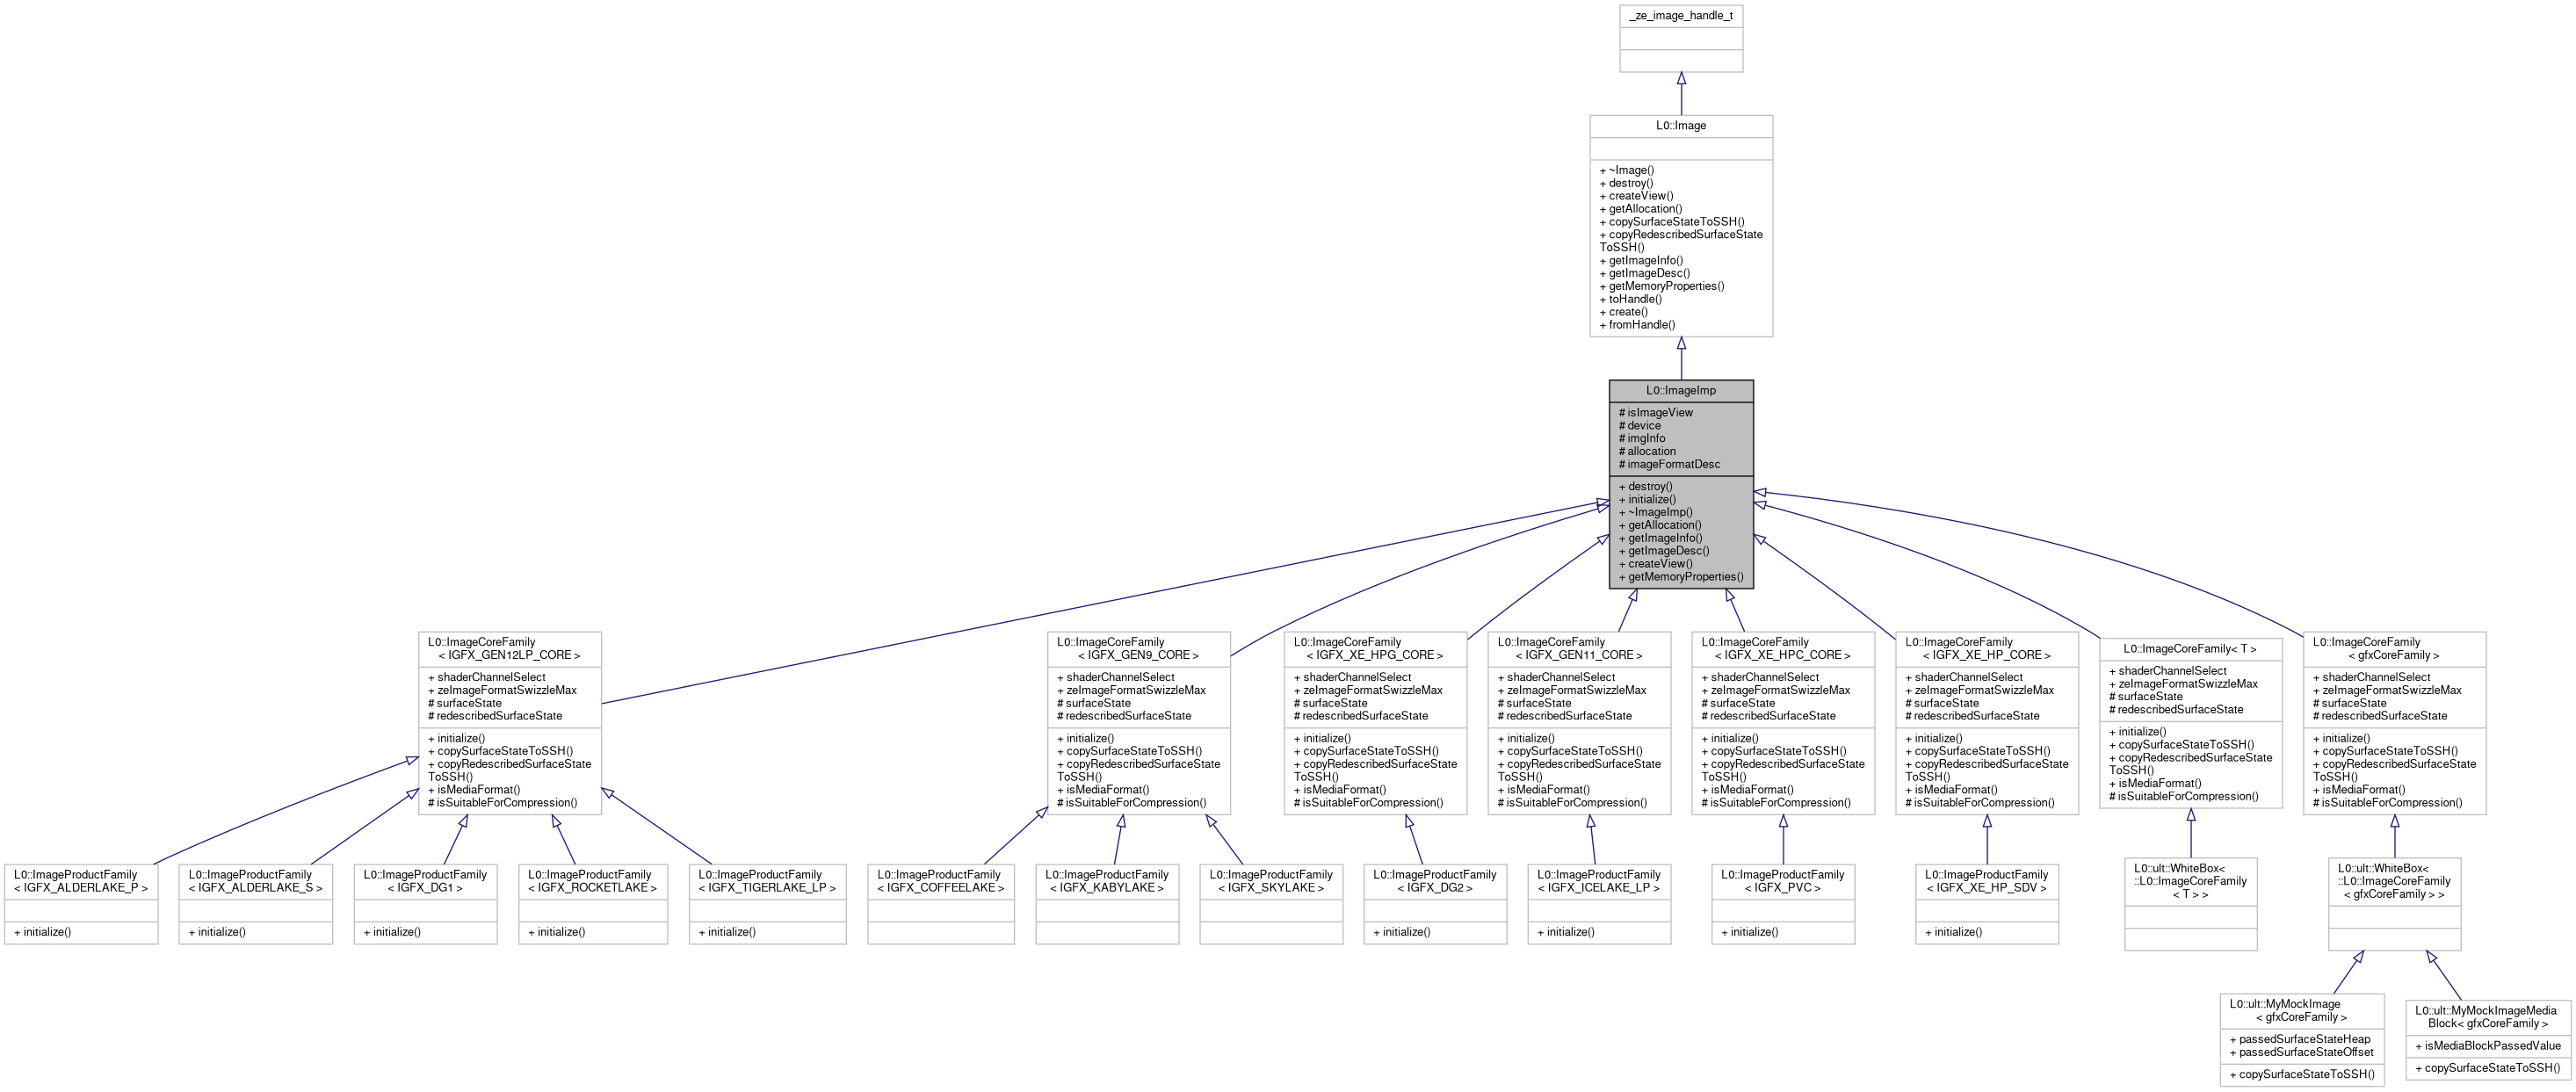 _ze_image_handle_t
L0::Image
+ ~Image()
+ destroy()
+ createView()
+ getAllocation()
+ copySurfaceStateToSSH()
+ copyRedescribedSurfaceState
ToSSH()
+ getImageInfo()
+ getImageDesc()
+ getMemoryProperties()
+ toHandle()
+ create()
+ fromHandle()
L0::ImageImp
# isImageView
# device
# imgInfo
# allocation
# imageFormatDesc
+ destroy()
+ initialize()
+ ~ImageImp()
+ getAllocation()
+ getImageInfo()
+ getImageDesc()
+ createView()
+ getMemoryProperties()
L0::ImageCoreFamily
< IGFX_GEN12LP_CORE >
+ shaderChannelSelect
+ zeImageFormatSwizzleMax
# surfaceState
# redescribedSurfaceState
+ initialize()
+ copySurfaceStateToSSH()
+ copyRedescribedSurfaceState
ToSSH()
+ isMediaFormat()
# isSuitableForCompression()
L0::ImageCoreFamily
< IGFX_GEN9_CORE >
+ shaderChannelSelect
+ zeImageFormatSwizzleMax
# surfaceState
# redescribedSurfaceState
+ initialize()
+ copySurfaceStateToSSH()
+ copyRedescribedSurfaceState
ToSSH()
+ isMediaFormat()
# isSuitableForCompression()
L0::ImageCoreFamily
< IGFX_XE_HPG_CORE >
+ shaderChannelSelect
+ zeImageFormatSwizzleMax
# surfaceState
# redescribedSurfaceState
+ initialize()
+ copySurfaceStateToSSH()
+ copyRedescribedSurfaceState
ToSSH()
+ isMediaFormat()
# isSuitableForCompression()
L0::ImageCoreFamily
< IGFX_GEN11_CORE >
+ shaderChannelSelect
+ zeImageFormatSwizzleMax
# surfaceState
# redescribedSurfaceState
+ initialize()
+ copySurfaceStateToSSH()
+ copyRedescribedSurfaceState
ToSSH()
+ isMediaFormat()
# isSuitableForCompression()
L0::ImageCoreFamily
< IGFX_XE_HPC_CORE >
+ shaderChannelSelect
+ zeImageFormatSwizzleMax
# surfaceState
# redescribedSurfaceState
+ initialize()
+ copySurfaceStateToSSH()
+ copyRedescribedSurfaceState
ToSSH()
+ isMediaFormat()
# isSuitableForCompression()
L0::ImageCoreFamily
< IGFX_XE_HP_CORE >
+ shaderChannelSelect
+ zeImageFormatSwizzleMax
# surfaceState
# redescribedSurfaceState
+ initialize()
+ copySurfaceStateToSSH()
+ copyRedescribedSurfaceState
ToSSH()
+ isMediaFormat()
# isSuitableForCompression()
L0::ImageCoreFamily< T >
+ shaderChannelSelect
+ zeImageFormatSwizzleMax
# surfaceState
# redescribedSurfaceState
+ initialize()
+ copySurfaceStateToSSH()
+ copyRedescribedSurfaceState
ToSSH()
+ isMediaFormat()
# isSuitableForCompression()
L0::ImageCoreFamily
< gfxCoreFamily >
+ shaderChannelSelect
+ zeImageFormatSwizzleMax
# surfaceState
# redescribedSurfaceState
+ initialize()
+ copySurfaceStateToSSH()
+ copyRedescribedSurfaceState
ToSSH()
+ isMediaFormat()
# isSuitableForCompression()
L0::ImageProductFamily
< IGFX_ALDERLAKE_P >
+ initialize()
L0::ImageProductFamily
< IGFX_ALDERLAKE_S >
+ initialize()
L0::ImageProductFamily
< IGFX_DG1 >
+ initialize()
L0::ImageProductFamily
< IGFX_ROCKETLAKE >
+ initialize()
L0::ImageProductFamily
< IGFX_TIGERLAKE_LP >
+ initialize()
L0::ImageProductFamily
< IGFX_COFFEELAKE >
L0::ImageProductFamily
< IGFX_KABYLAKE >
L0::ImageProductFamily
< IGFX_SKYLAKE >
L0::ImageProductFamily
< IGFX_DG2 >
+ initialize()
L0::ImageProductFamily
< IGFX_ICELAKE_LP >
+ initialize()
L0::ImageProductFamily
< IGFX_PVC >
+ initialize()
L0::ImageProductFamily
< IGFX_XE_HP_SDV >
+ initialize()
L0::ult::WhiteBox<
::L0::ImageCoreFamily
< T > >
L0::ult::WhiteBox<
::L0::ImageCoreFamily
< gfxCoreFamily > >
L0::ult::MyMockImage
< gfxCoreFamily >
+ passedSurfaceStateHeap
+ passedSurfaceStateOffset
+ copySurfaceStateToSSH()
L0::ult::MyMockImageMedia
Block< gfxCoreFamily >
+ isMediaBlockPassedValue
+ copySurfaceStateToSSH()